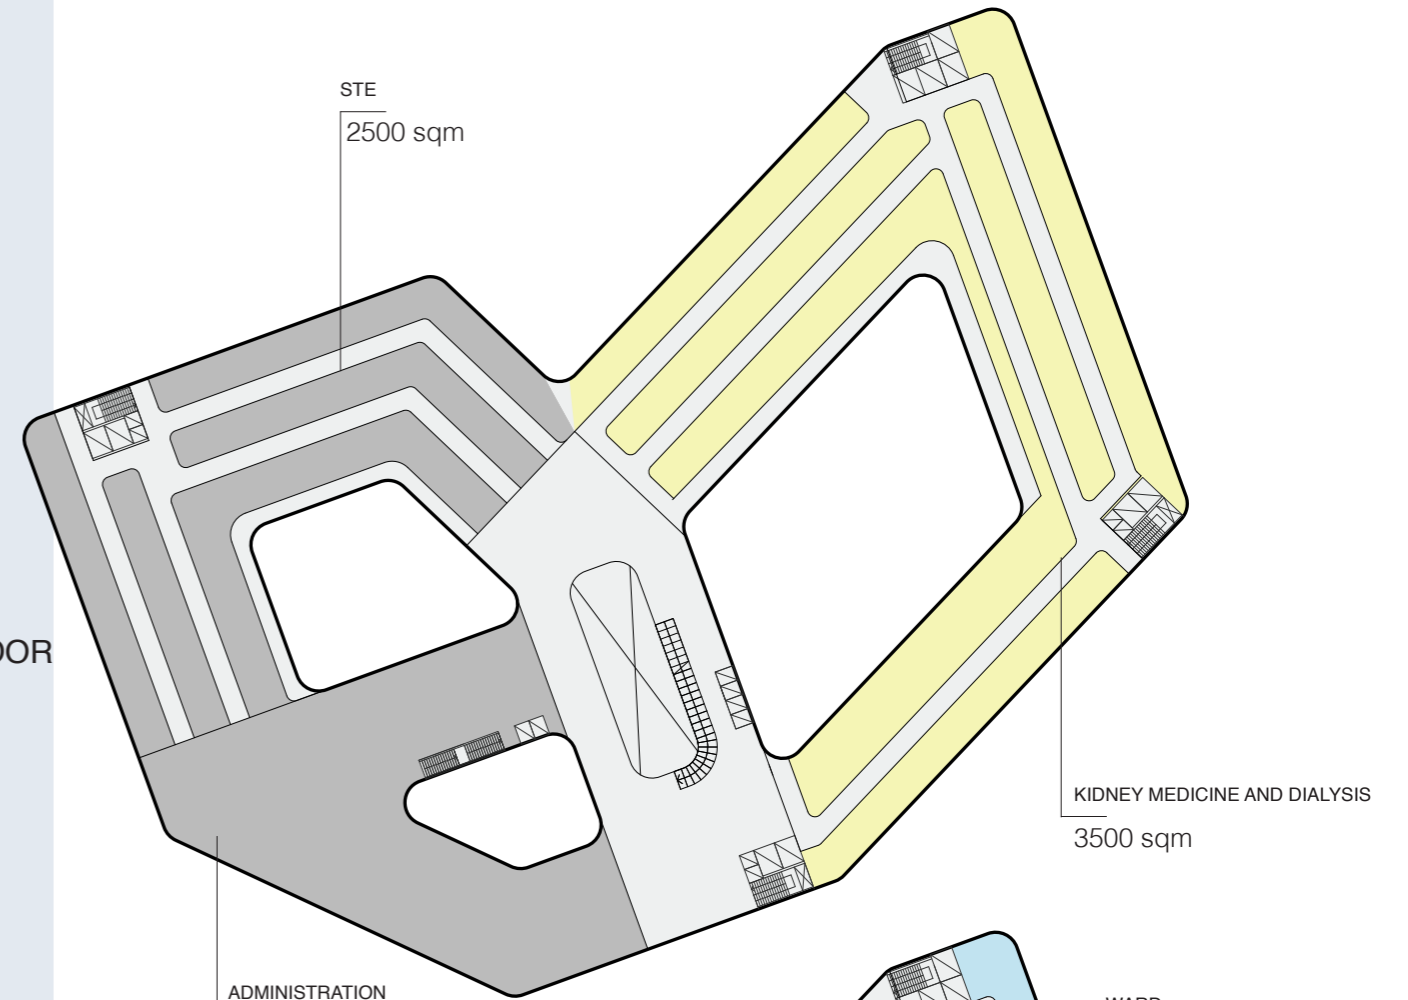 STE
2500 sqm
OOR
KIDNEY MEDICINE AND DIALYSIS
3500 sqm
ADMINISTRATION